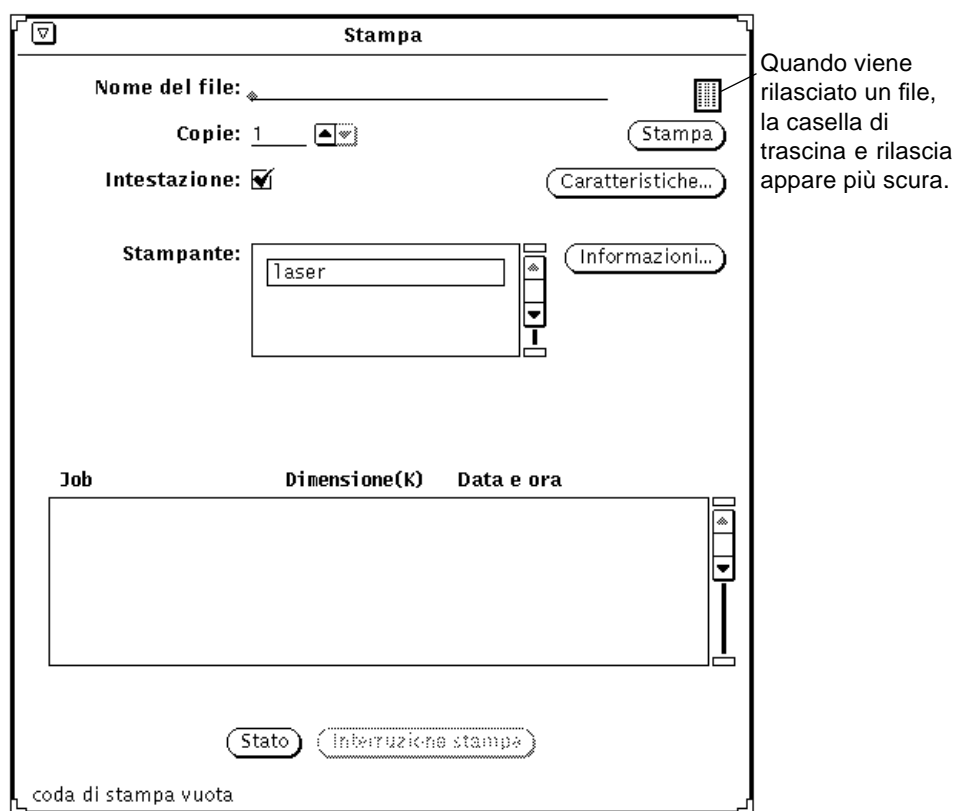 Stampa
Nome del file:
Quando viene
rilasciato un file,
la casella di
trascina e rilascia
appare più scura.
Copie: 1
Stampa
Intestazione:
Caratteristiche...
Stampante:
laser
Informazioni...
Job Dimensione(K) Data e ora
Stato Interruzione stampa
coda di stampa vuota